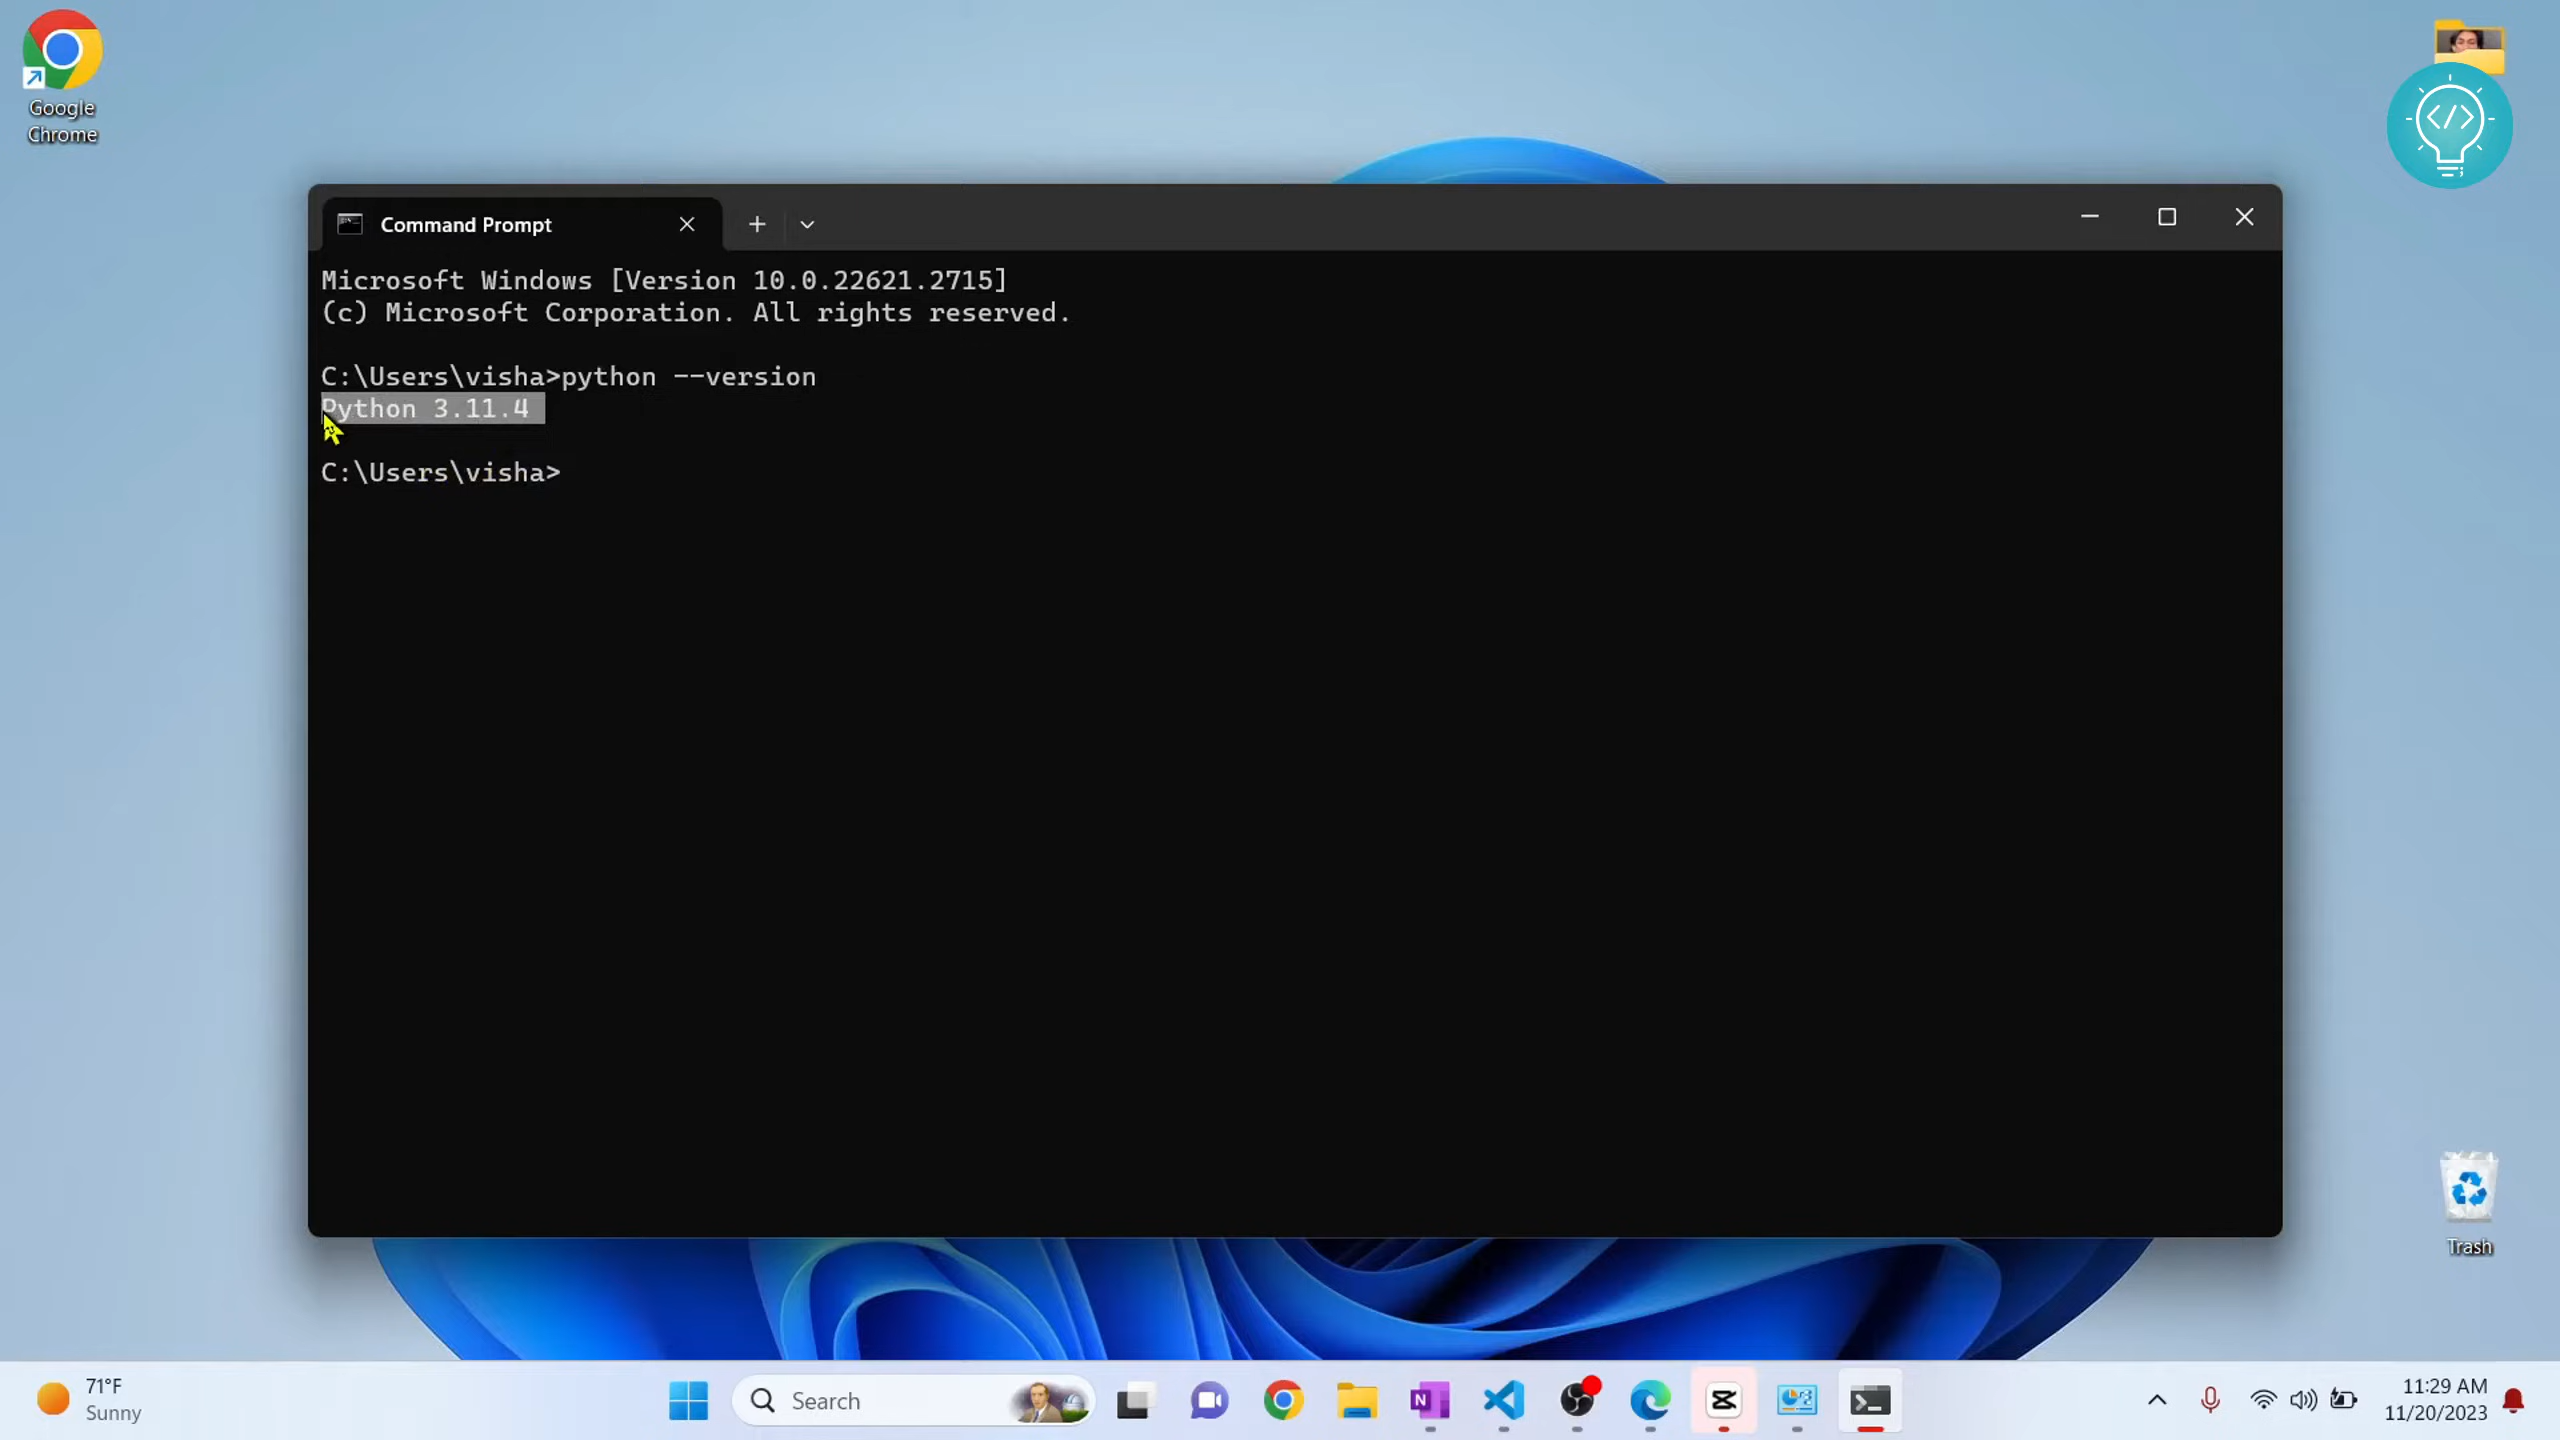 Google
Chrome
Command Prompt
Microsoft Windows [Version 10.0.22621.2715]
(c) Microsoft Corporation. All rights reserved.
C:\Users\visha>python --version
Python 3.11.4
C:\Users\visha>
Trash
71°F
Sunny
Search
11:29 AM
11/20/2023